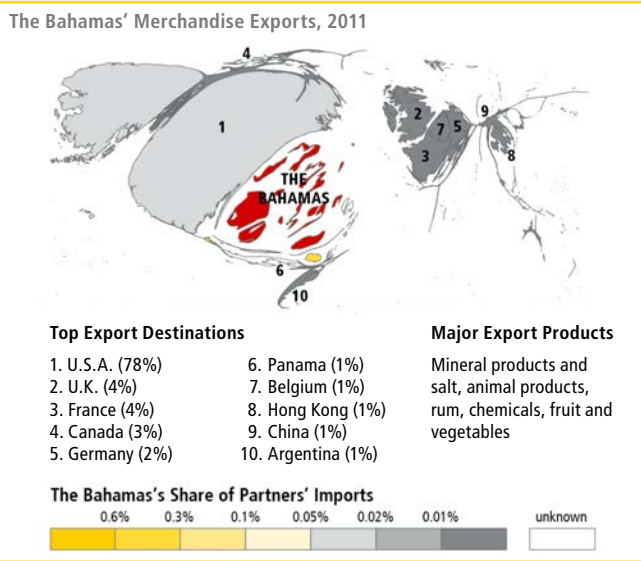 The Bahamas’ Merchandise Exports, 2011
4
1
2
7
5
9
3
8
THE
BAHAMAS
6
10
Top Export Destinations
1. U.S.A. (78%)
2. U.K. (4%)
3. France (4%)
4. Canada (3%)
5. Germany (2%)
6. Panama (1%)
7. Belgium (1%)
8. Hong Kong (1%)
9. China (1%)
10. Argentina (1%)
Major Export Products
Mineral products and
salt, animal products,
rum, chemicals, fruit and
vegetables
The Bahamas's Share of Partners' Imports
0.6% 0.3% 0.1% 0.05% 0.02% 0.01% unknown